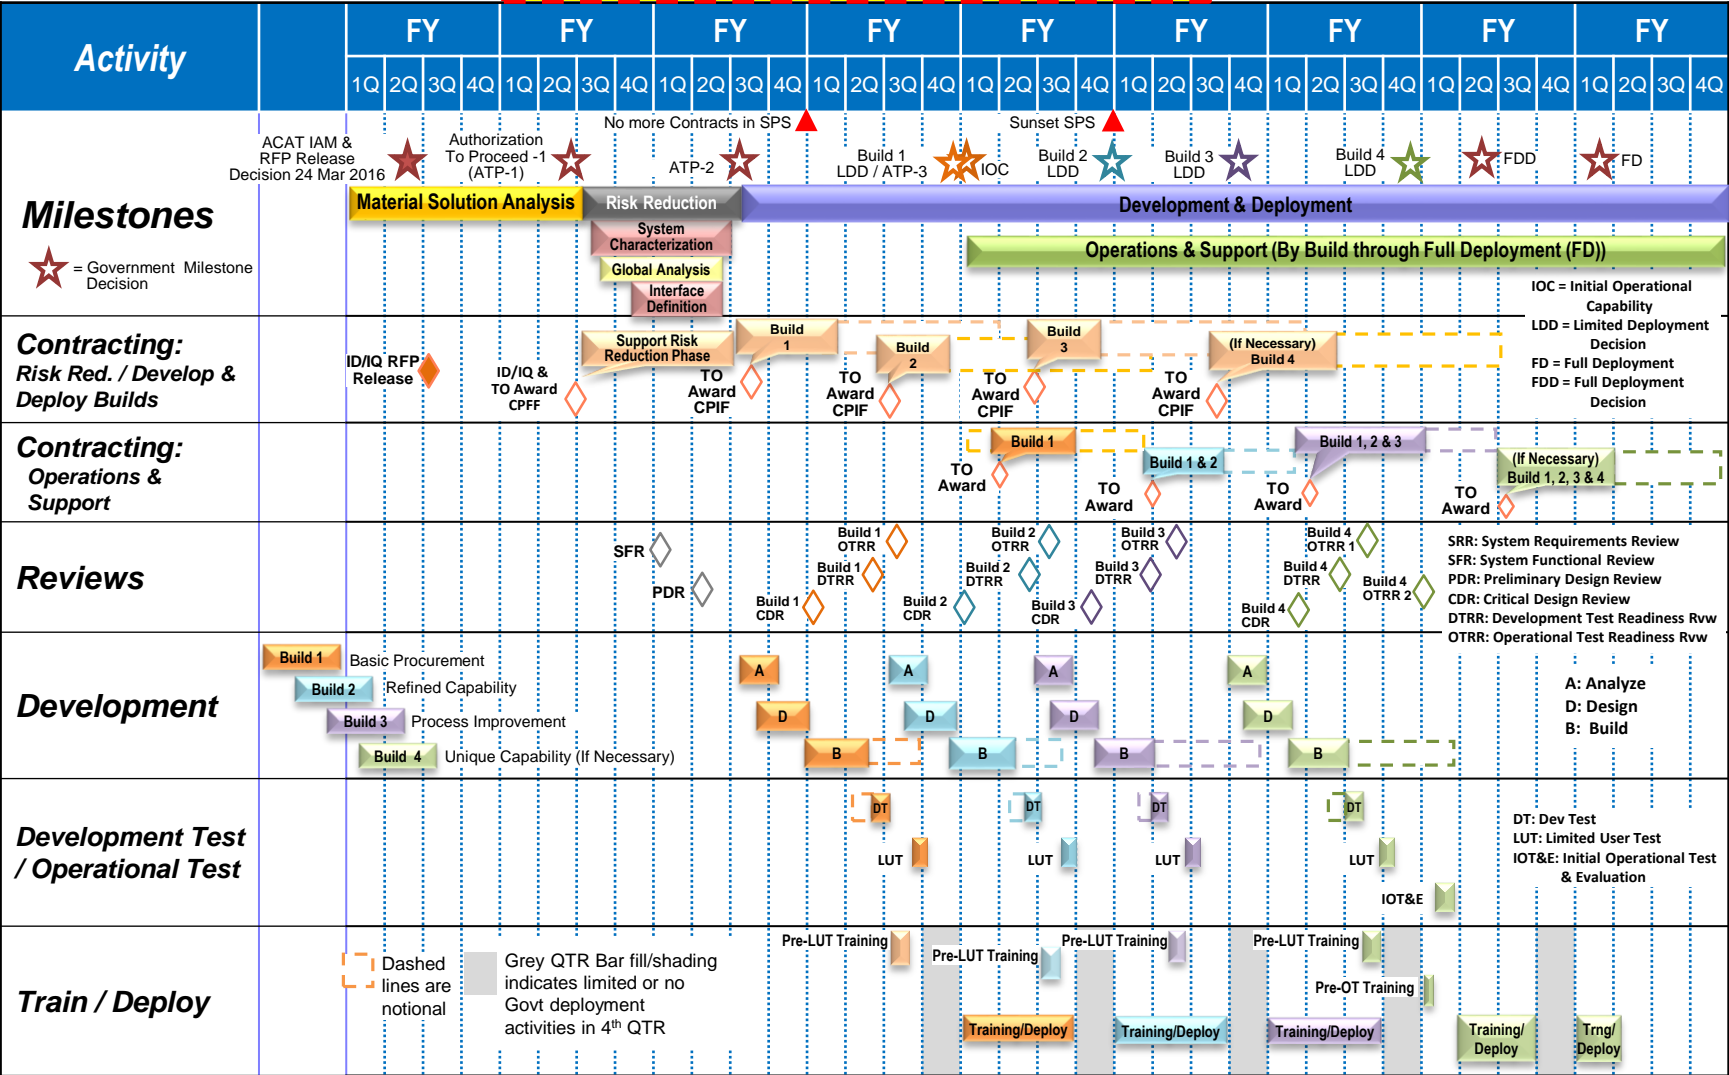 Activity
FY FY FY FY FY FY FY FY FY
1Q 2Q 3Q 4Q 1Q 2Q 3Q 4Q 1Q 2Q 3Q 4Q 1Q 2Q 3Q 4Q 1Q 2Q 3Q 4Q 1Q 2Q 3Q 4Q 1Q 2Q 3Q 4Q 1Q 2Q 3Q 4Q 1Q 2Q 3Q 4Q
Milestones
= Government Milestone
Decision
ACAT IAM &
RFP Release
Decision 24 Mar 2016
Authorization
To Proceed -1
(ATP-1)
No more Contracts in SPS
ATP-2
Build 1
LDD / ATP-3
IOC
Sunset SPS
Build 2
LDD
Build 3
LDD
Build 4
LDD
FDD
FD
Material Solution Analysis
Risk Reduction
Development & Deployment
System
Characterization
Global Analysis
Interface
Definition
Operations & Support (By Build through Full Deployment (FD))
IOC = Initial Operational
Capability
LDD = Limited Deployment
Decision
FD = Full Deployment
FDD = Full Deployment
Decision
Contracting:
Risk Red. / Develop &
Deploy Builds
ID/IQ RFP
Release
ID/IQ &
TO Award
CPFF
Support Risk
Reduction Phase
TO
Award
CPIF
Build
1
TO
Award
CPIF
Build
2
TO
Award
CPIF
Build
3
TO
Award
CPIF
(If Necessary)
Build 4
Contracting:
Operations &
Support
TO
Award
Build 1
TO
Award
Build 1 & 2
TO
Award
Build 1, 2 & 3
TO
Award
(If Necessary)
Build 1, 2, 3 & 4
Reviews
SFR
PDR
Build 1
OTRR
Build 1
DTRR
Build 1
CDR
Build 2
OTRR
Build 2
DTRR
Build 2
CDR
Build 3
OTRR
Build 3
DTRR
Build 3
CDR
Build 4
OTRR 1
Build 4
DTRR
Build 4
OTRR 2
Build 4
CDR
SRR: System Requirements Review
SFR: System Functional Review
PDR: Preliminary Design Review
CDR: Critical Design Review
DTRR: Development Test Readiness Rvw
OTRR: Operational Test Readiness Rvw
Development
Build 1 Basic Procurement
Build 2 Refined Capability
Build 3 Process Improvement
Build 4 Unique Capability (If Necessary)
A A A A
D D D D
B B B B
A: Analyze
D: Design
B: Build
Development Test
/ Operational Test
DT DT DT DT
LUT LUT LUT LUT
IOT&E
DT: Dev Test
LUT: Limited User Test
IOT&E: Initial Operational Test
& Evaluation
Train / Deploy
Dashed
lines are
notional
Grey QTR Bar fill/shading
indicates limited or no
Govt deployment
activities in 4th QTR
Pre-LUT Training
Pre-LUT Training
Pre-LUT Training
Pre-LUT Training
Pre-OT Training
Training/Deploy
Training/Deploy
Training/Deploy
Training/
Deploy
Trng/
Deploy